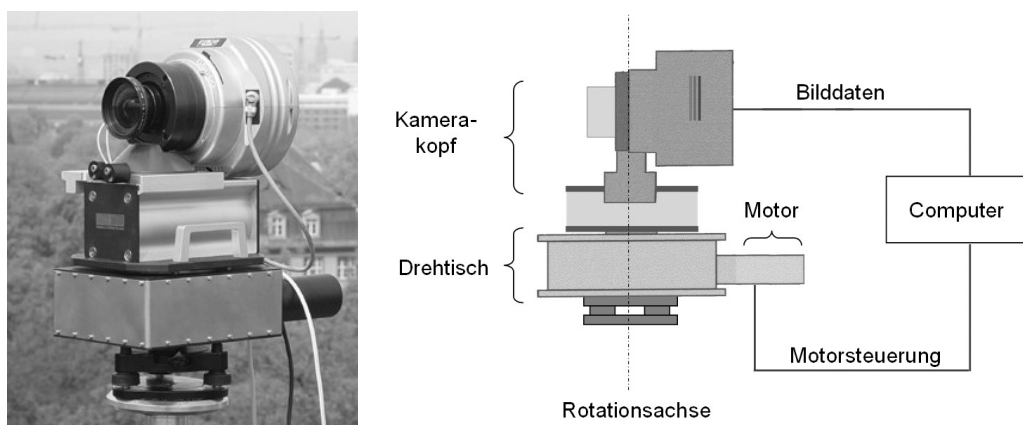 Kamera-
kopf
Bilddaten
Motor
Computer
Drehtisch
Motorsteuerung
Rotationsachse